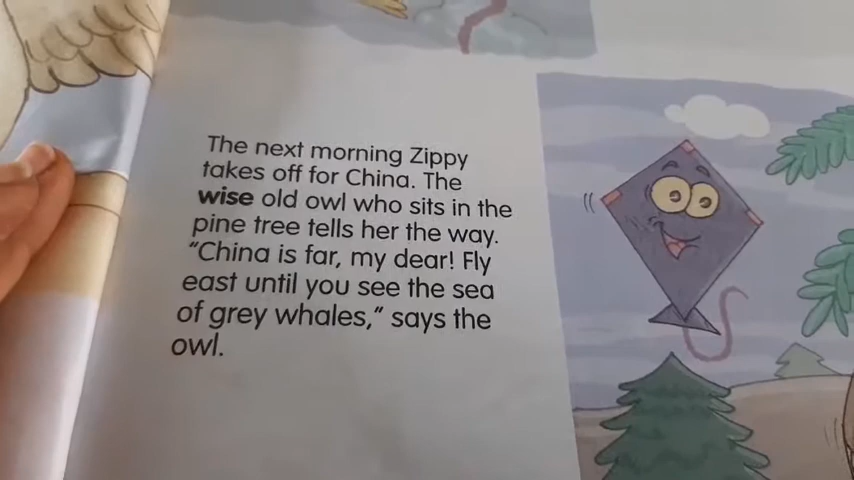 The next morning Zippy
takes off for China. The
wise old owl who sits in the
pine tree tells her the way.
“China is far, my dear! Fly
east until you see the sea
of grey whales,” says the
owl.